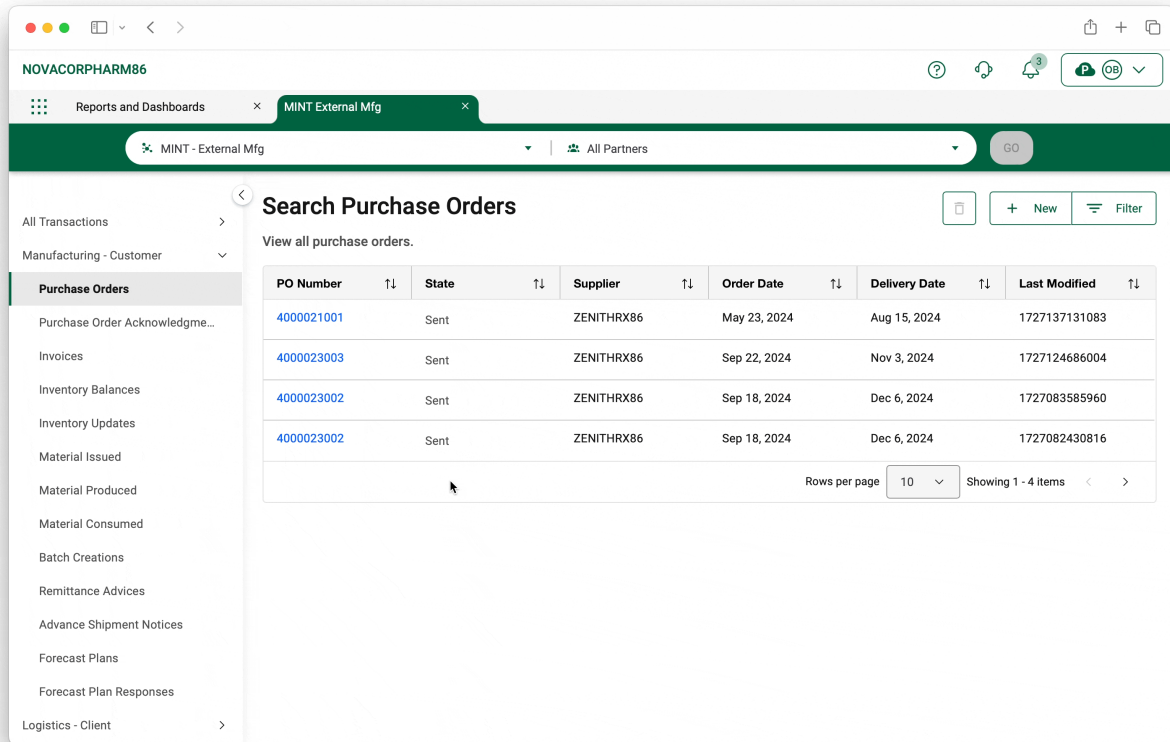 NOVACORPHARM86
3
P
OB
Reports and Dashboards
MINT External Mfg
MINT - External Mfg
All Partners
GO
All Transactions
Manufacturing - Customer
Purchase Orders
Purchase Order Acknowledgme...
Invoices
Inventory Balances
Inventory Updates
Material Issued
Material Produced
Material Consumed
Batch Creations
Remittance Advices
Advance Shipment Notices
Forecast Plans
Forecast Plan Responses
Logistics - Client
Search Purchase Orders
New
Filter
View all purchase orders.
PO Number State Supplier Order Date Delivery Date Last Modified
4000021001 Sent ZENITHRX86 May 23, 2024 Aug 15, 2024 1727137131083
4000023003 Sent ZENITHRX86 Sep 22, 2024 Nov 3, 2024 1727124686004
4000023002 Sent ZENITHRX86 Sep 18, 2024 Dec 6, 2024 1727083585960
4000023002 Sent ZENITHRX86 Sep 18, 2024 Dec 6, 2024 1727082430816
Rows per page 10 Showing 1 - 4 items